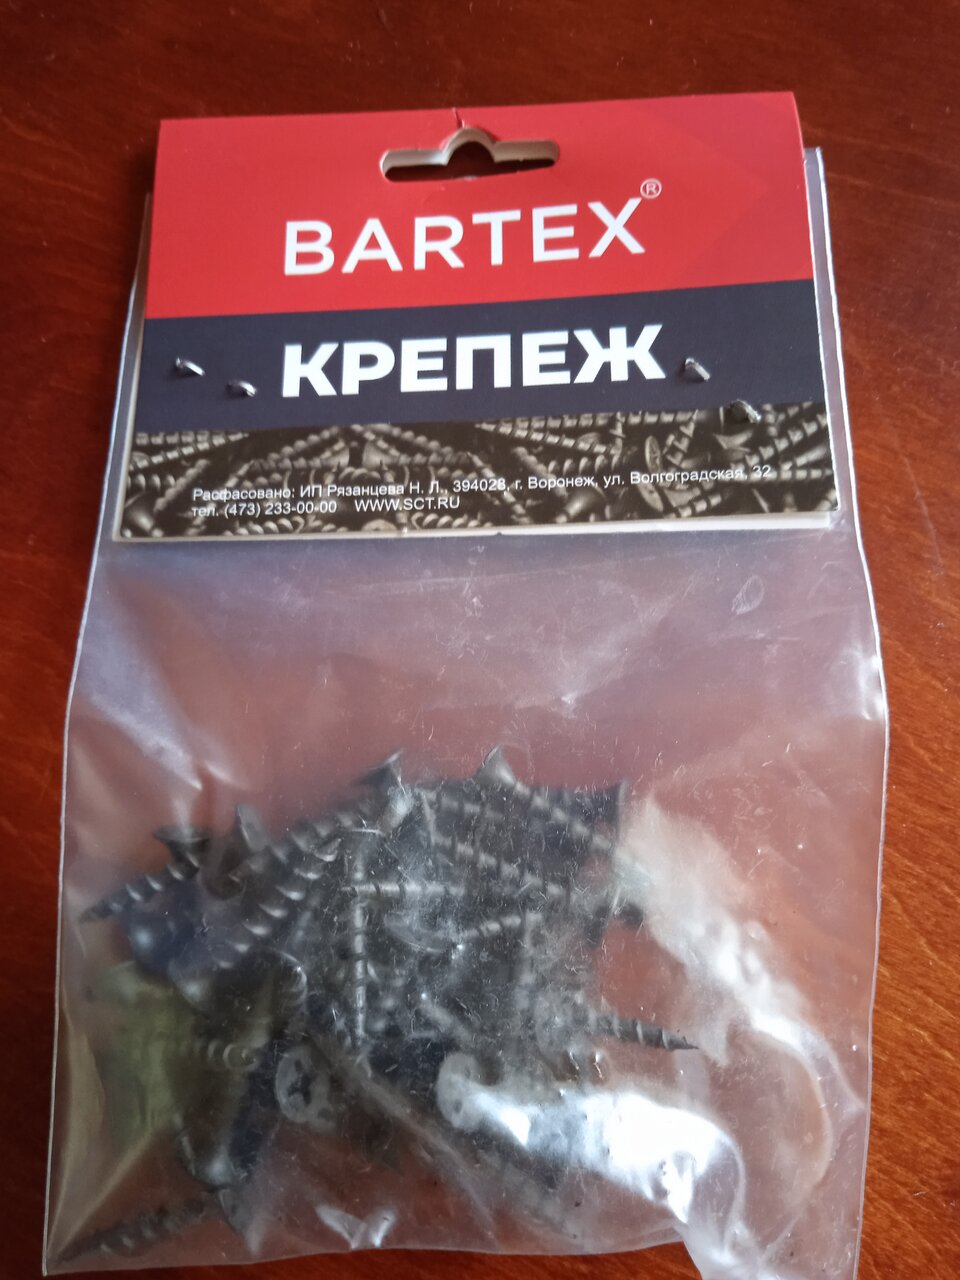 BARTEX®
КРЕПЕЖ
Расфасовано: ИП Рязанцева Н. Л., 394028, г. Воронеж, ул. Волгоградская, 32
тел. (473) 233-00-00 WWW.SCT.RU